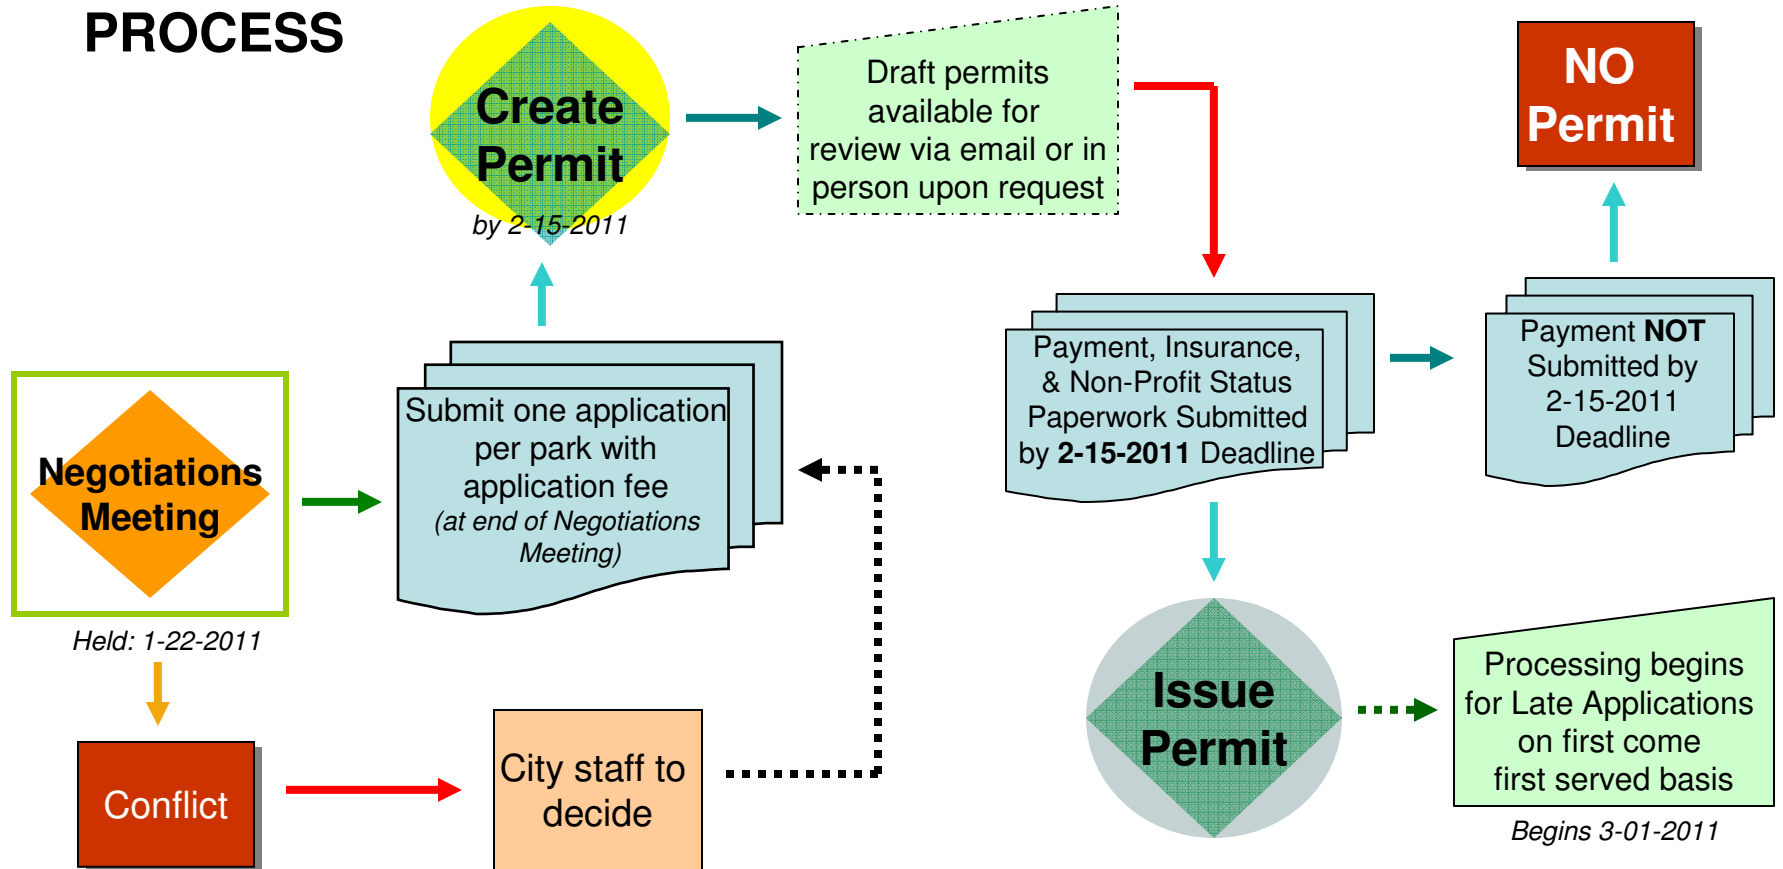 PROCESS
Create
Permit
by 2-15-2011
Draft permits
available for
review via email or in
person upon request
NO
Permit
Negotiations
Meeting
Held: 1-22-2011
Submit one application
per park with
application fee
(at end of Negotiations
Meeting)
Payment, Insurance,
& Non-Profit Status
Paperwork Submitted
by 2-15-2011 Deadline
Payment NOT
Submitted by
2-15-2011
Deadline
Conflict
City staff to
decide
Issue
Permit
Processing begins
for Late Applications
on first come
first served basis
Begins 3-01-2011